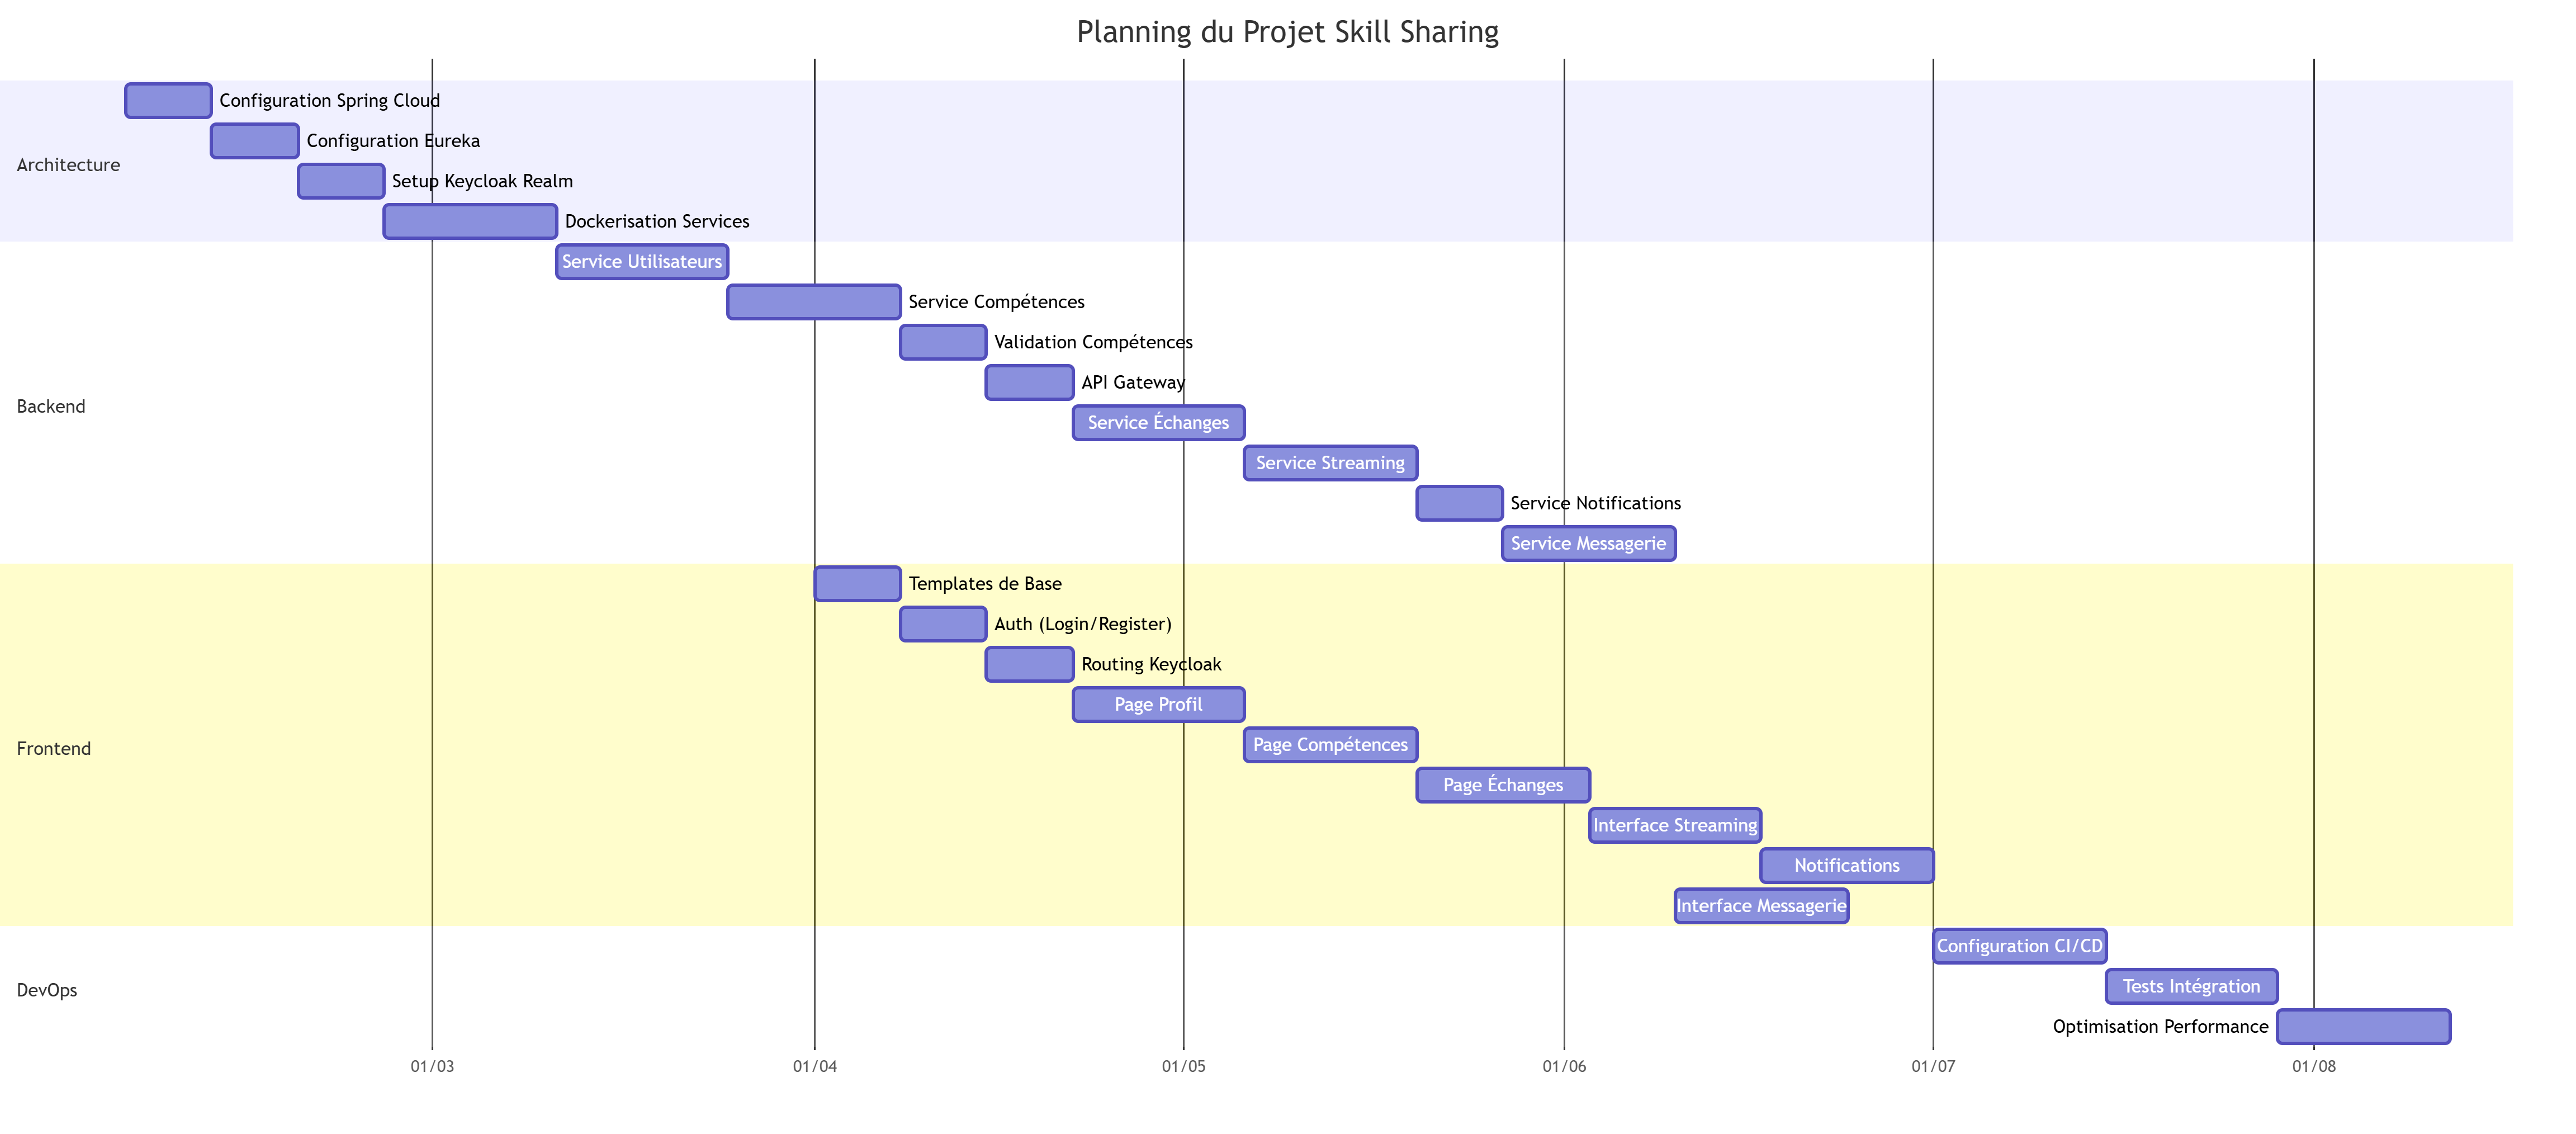 Planning du Projet Skill Sharing
Architecture
Configuration Spring Cloud
Configuration Eureka
Setup Keycloak Realm
Dockerisation Services
Backend
Service Utilisateurs
Service Compétences
Validation Compétences
API Gateway
Service Échanges
Service Streaming
Service Notifications
Service Messagerie
Frontend
Templates de Base
Auth (Login/Register)
Routing Keycloak
Page Profil
Page Compétences
Page Échanges
Interface Streaming
Notifications
Interface Messagerie
DevOps
Configuration CI/CD
Tests Intégration
Optimisation Performance
01/03 01/04 01/05 01/06 01/07 01/08